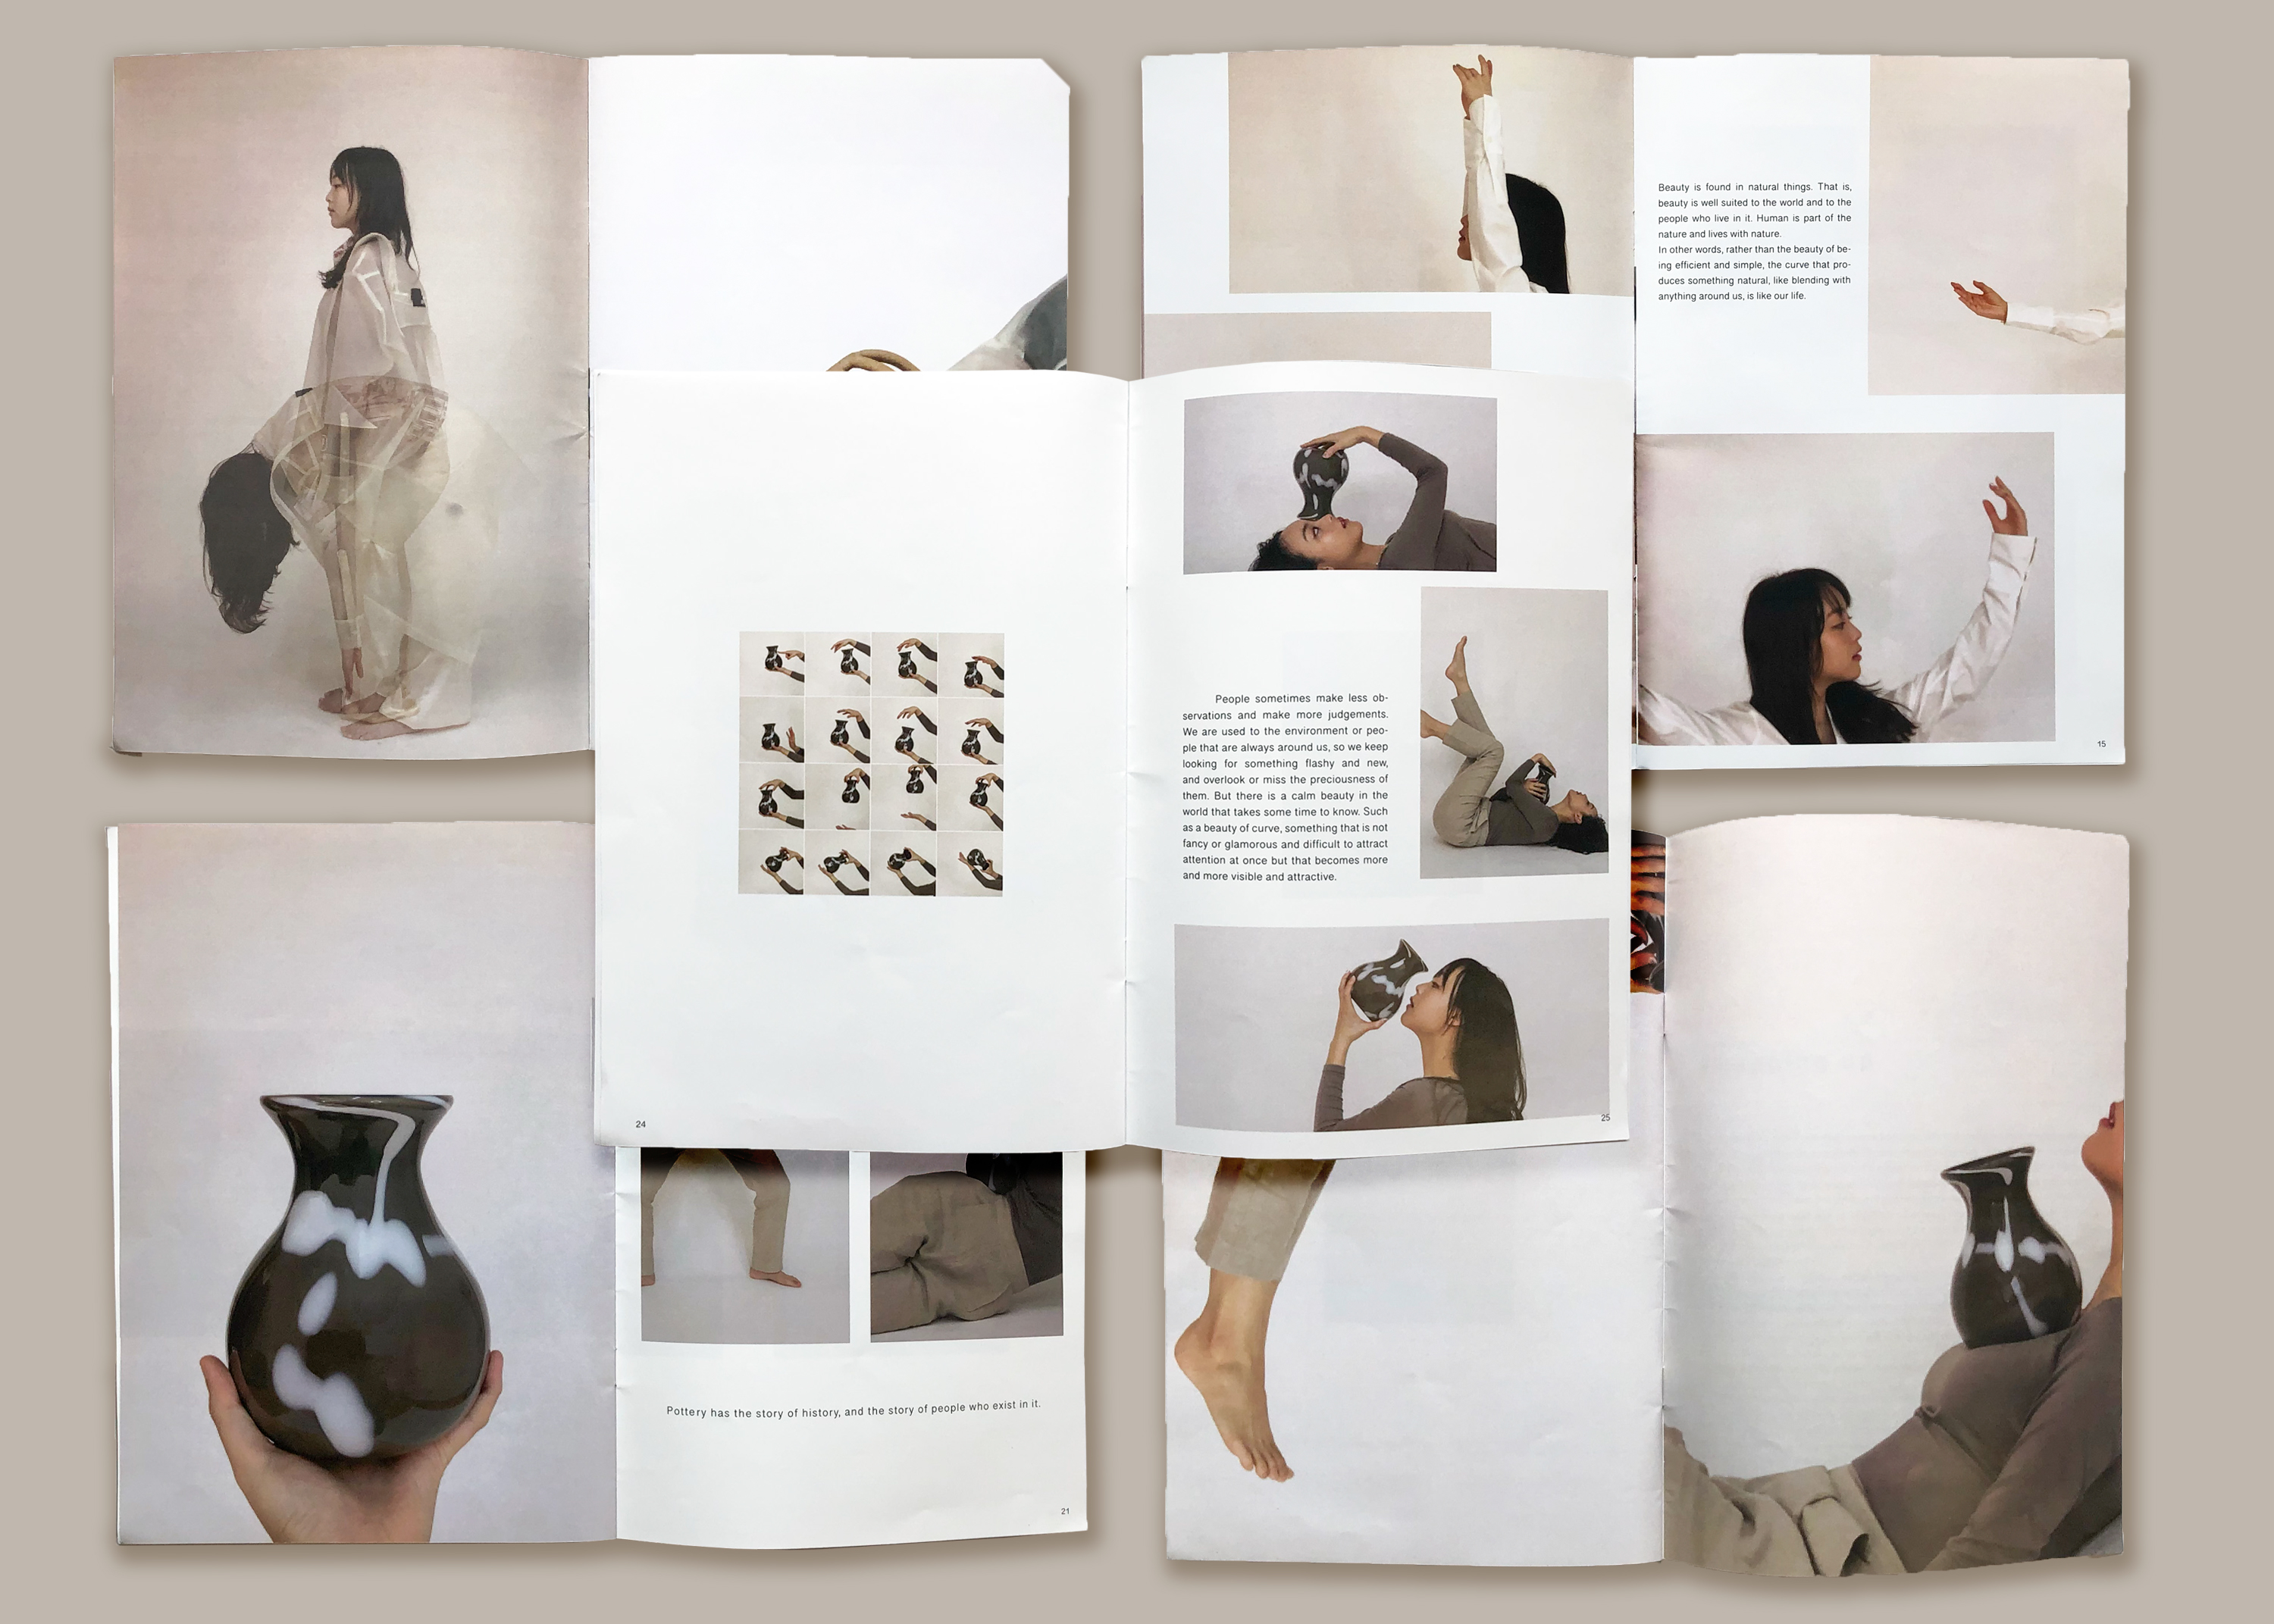 Beauty is found in natural things. That is,
beauty is well suited to the world and to the
people who live in it. Human is part of the
nature and lives with nature.
In other words, rather than the beauty of be-
ing efficient and simple, the curve that pro-
duces something natural, like blending with
anything around us, is like our life.
15
People sometimes make less ob-
servations and make more judgements.
We are used to the environment or peo-
ple that are always around us, so we keep
looking for something flashy and new,
and overlook or miss the preciousness of
them. But there is a calm beauty in the
world that takes some time to know. Such
as a beauty of curve, something that is not
fancy or glamorous and difficult to attract
attention at once but that becomes more
and more visible and attractive.
24
25
Pottery has the story of history, and the story of people who exist in it.
21